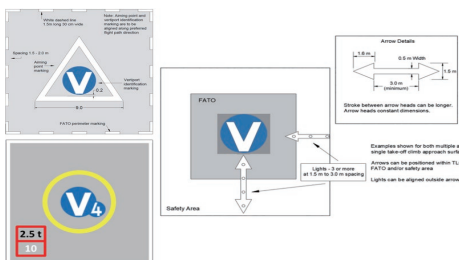 White dashed line
1.5m long 30 cm wide
Note: Aiming point and
vertiport identification
marking are to be
aligned along preferred
flight path direction
Spacing 1.5 - 2.0 m
Aiming
point
marking
V
Vertiport
identification
marking
0.2
9.0
FATO perimeter marking
V 4
2.5 t
10
FATO
V
Safety Area
Lights - 3 or more
at 1.5 m to 3.0 m spacing
Arrow Details
1.6 m
0.5 m Width
1.5 m
3.0 m
(minimum)
Stroke between arrow heads can be longer.
Arrow heads constant dimensions.
Examples shown for both multiple a
single take-off climb approach surfa
Arrows can be positioned within TL
FATO and/or safety area
Lights can be aligned outside arrow